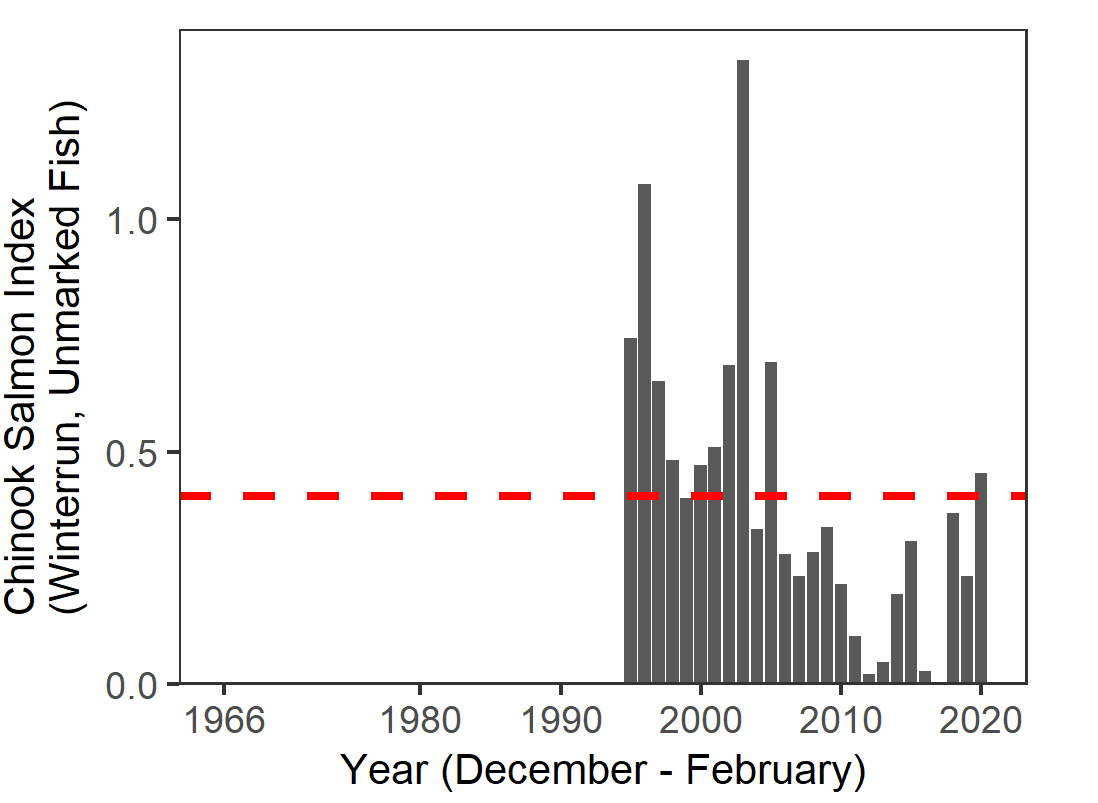 Chinook Salmon Index
(Winterrun, Unmarked Fish)
1.0
0.5
0.0
1966 1980 1990 2000 2010 2020
Year (December - February)